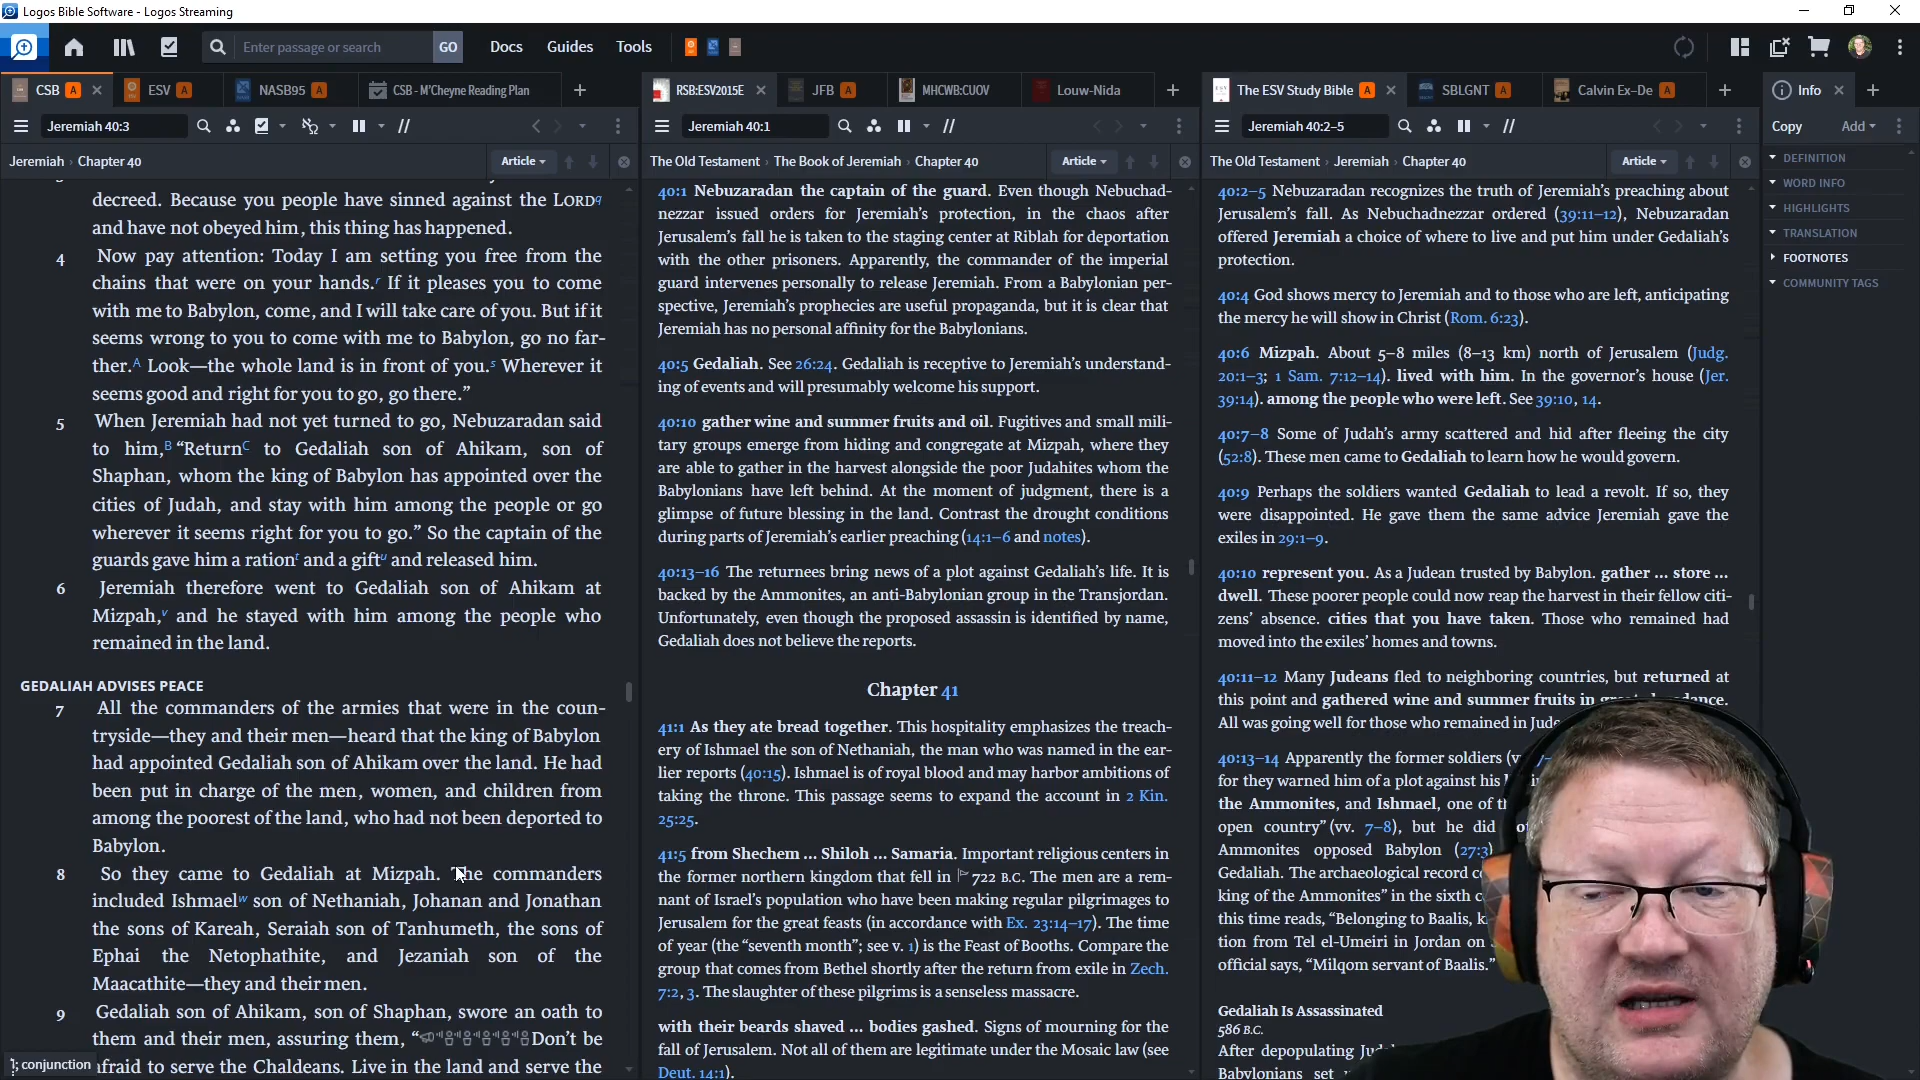 Logos Bible Software - Logos Streaming
Enter passage or search
GO
Docs
Guides
Tools
CSB A
ESV A
NASB95 A
CSB - M'Cheyne Reading Plan
RSB:ESV2015E
JFB A
MHCWB:CUOV
Louw-Nida
The ESV Study Bible A
SBLGNT A
Calvin Ex–De A
Info
Jeremiah 40:3
Jeremiah 40:1
Jeremiah 40:2–5
Copy
Add
Jeremiah › Chapter 40
Article
The Old Testament › The Book of Jeremiah › Chapter 40
Article
The Old Testament › Jeremiah › Chapter 40
Article
decreed. Because you people have sinned against the LORDq
and have not obeyed him, this thing has happened.
4 Now pay attention: Today I am setting you free from the
chains that were on your hands.r If it pleases you to come
with me to Babylon, come, and I will take care of you. But if it
seems wrong to you to come with me to Babylon, go no far-
ther.A Look—the whole land is in front of you.s Wherever it
seems good and right for you to go, go there.”
5 When Jeremiah had not yet turned to go, Nebuzaradan said
to him,B “ReturnC to Gedaliah son of Ahikam, son of
Shaphan, whom the king of Babylon has appointed over the
cities of Judah, and stay with him among the people or go
wherever it seems right for you to go.” So the captain of the
guards gave him a rationt and a giftu and released him.
6 Jeremiah therefore went to Gedaliah son of Ahikam at
Mizpah,v and he stayed with him among the people who
remained in the land.
GEDALIAH ADVISES PEACE
7 All the commanders of the armies that were in the coun-
tryside—they and their men—heard that the king of Babylon
had appointed Gedaliah son of Ahikam over the land. He had
been put in charge of the men, women, and children from
among the poorest of the land, who had not been deported to
Babylon.
8 So they came to Gedaliah at Mizpah. The commanders
included Ishmaelw son of Nethaniah, Johanan and Jonathan
the sons of Kareah, Seraiah son of Tanhumeth, the sons of
Ephai the Netophathite, and Jezaniah son of the
Maacathite—they and their men.
9 Gedaliah son of Ahikam, son of Shaphan, swore an oath to
them and their men, assuring them, “Don’t be
afraid to serve the Chaldeans. Live in the land and serve the
; conjunction
40:1 Nebuzaradan the captain of the guard. Even though Nebuchad-
nezzar issued orders for Jeremiah’s protection, in the chaos after
Jerusalem’s fall he is taken to the staging center at Riblah for deportation
with the other prisoners. Apparently, the commander of the imperial
guard intervenes personally to release Jeremiah. From a Babylonian per-
spective, Jeremiah’s prophecies are useful propaganda, but it is clear that
Jeremiah has no personal affinity for the Babylonians.
40:5 Gedaliah. See 26:24. Gedaliah is receptive to Jeremiah’s understand-
ing of events and will presumably welcome his support.
40:10 gather wine and summer fruits and oil. Fugitives and small mili-
tary groups emerge from hiding and congregate at Mizpah, where they
are able to gather in the harvest alongside the poor Judahites whom the
Babylonians have left behind. At the moment of judgment, there is a
glimpse of future blessing in the land. Contrast the drought conditions
during parts of Jeremiah’s earlier preaching (14:1–6 and notes).
40:13–16 The returnees bring news of a plot against Gedaliah’s life. It is
backed by the Ammonites, an anti-Babylonian group in the Transjordan.
Unfortunately, even though the proposed assassin is identified by name,
Gedaliah does not believe the reports.
Chapter 41
41:1 As they ate bread together. This hospitality emphasizes the treach-
ery of Ishmael the son of Nethaniah, the man who was named in the ear-
lier reports (40:15). Ishmael is of royal blood and may harbor ambitions of
taking the throne. This passage seems to expand the account in 2 Kin.
25:25.
41:5 from Shechem ... Shiloh ... Samaria. Important religious centers in
the former northern kingdom that fell in 722 B.C. The men are a rem-
nant of Israel’s population who have been making regular pilgrimages to
Jerusalem for the great feasts (in accordance with Ex. 23:14–17). The time
of year (the “seventh month”; see v. 1) is the Feast of Booths. Compare the
group that comes from Bethel shortly after the return from exile in Zech.
7:2, 3. The slaughter of these pilgrims is a senseless massacre.
with their beards shaved ... bodies gashed. Signs of mourning for the
fall of Jerusalem. Not all of them are legitimate under the Mosaic law (see
Deut. 14:1).
40:2–5 Nebuzaradan recognizes the truth of Jeremiah’s preaching about
Jerusalem’s fall. As Nebuchadnezzar ordered (39:11–12), Nebuzaradan
offered Jeremiah a choice of where to live and put him under Gedaliah’s
protection.
40:4 God shows mercy to Jeremiah and to those who are left, anticipating
the mercy he will show in Christ (Rom. 6:23).
40:6 Mizpah. About 5–8 miles (8–13 km) north of Jerusalem (Judg.
20:1–3; 1 Sam. 7:12–14). lived with him. In the governor’s house (Jer.
39:14). among the people who were left. See 39:10, 14.
40:7–8 Some of Judah’s army scattered and hid after fleeing the city
(52:8). These men came to Gedaliah to learn how he would govern.
40:9 Perhaps the soldiers wanted Gedaliah to lead a revolt. If so, they
were disappointed. He gave them the same advice Jeremiah gave the
exiles in 29:1–9.
40:10 represent you. As a Judean trusted by Babylon. gather ... store ...
dwell. These poorer people could now reap the harvest in their fellow citi-
zens’ absence. cities that you have taken. Those who remained had
moved into the exiles’ homes and towns.
40:11–12 Many Judeans fled to neighboring countries, but returned at
this point and gathered wine and summer fruits in great abundance.
All was going well for those who remained in
40:13–14 Apparently the former soldiers
for they warned him of a plot against his
the Ammonites, and Ishmael, one of
open country” (vv. 7–8), but he did
Ammonites opposed Babylon (27:3)
Gedaliah. The archaeological record
king of the Ammonites” in the sixth
this time reads, “Belonging to Baalis,
tion from Tel el-Umeiri in Jordan on
official says, “Milqom servant of Baalis.”
Gedaliah Is Assassinated
586 B.C.
After depopulating
Babylonians set
DEFINITION
WORD INFO
HIGHLIGHTS
TRANSLATION
FOOTNOTES
COMMUNITY TAGS